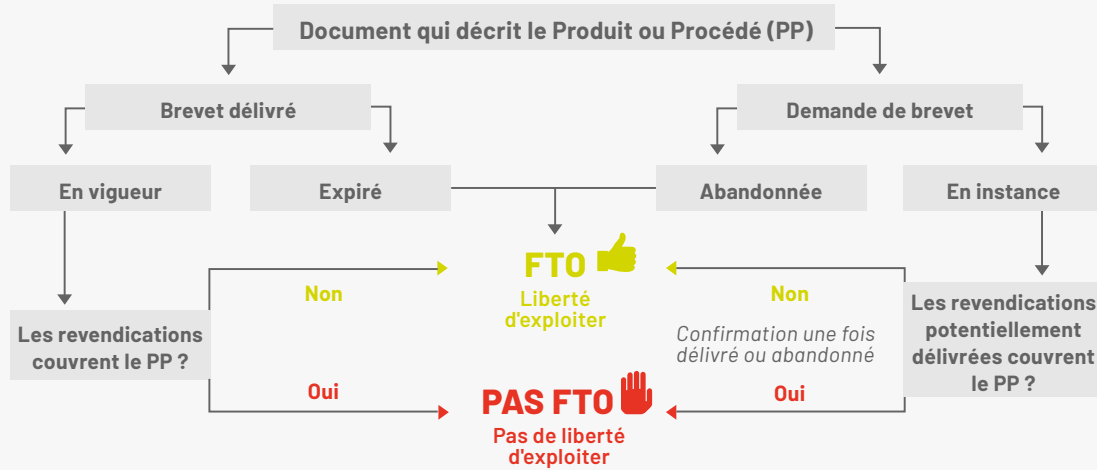 Document qui décrit le Produit ou Procédé (PP)
Brevet délivré
Demande de brevet
En vigueur
Expiré
Abandonnée
En instance
FTO
Liberté
d'exploiter
Non
Non
Les revendications
couvrent le PP ?
Confirmation une fois
délivré ou abandonné
Les revendications
potentiellement
délivrées couvrent
le PP ?
Oui
Oui
PAS FTO
Pas de liberté
d'exploiter